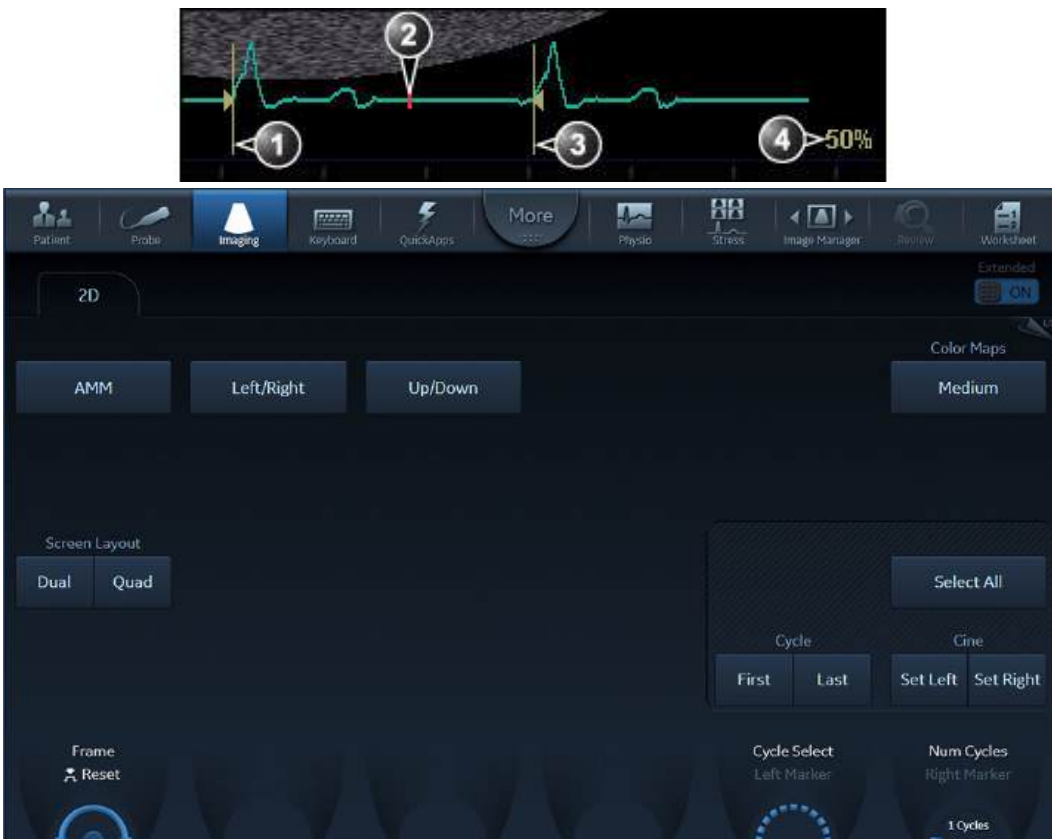 2
1
3
4
50%
Patient
Probe
Imaging
Keyboard
QuickApps
More
Physio
Stress
Image Manager
Review
Worksheet
2D
Extended
ON
Color Maps
AMM
Left/Right
Up/Down
Medium
Screen Layout
Dual
Quad
Select All
Cycle
Cine
First
Last
Set Left
Set Right
Frame
Reset
Cycle Select
Left Marker
Num Cycles
Right Marker
1 Cycles